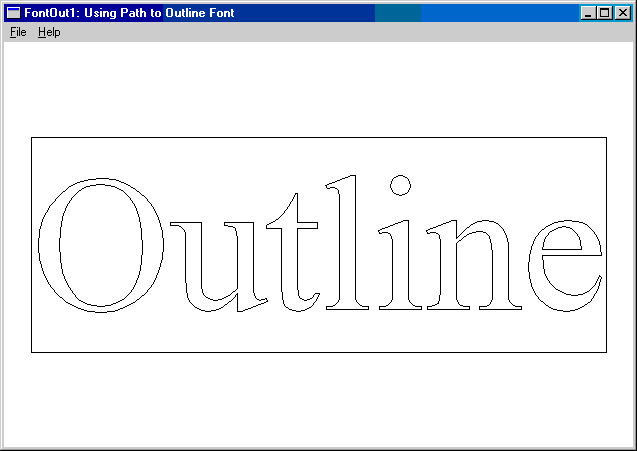 FontOut1: Using Path to Outline Font
File Help
Outline